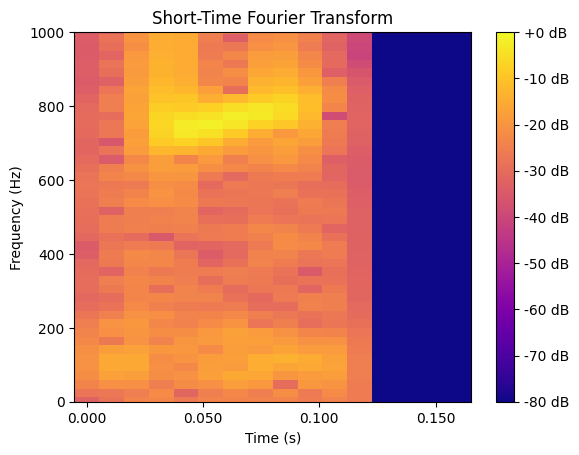 Short-Time Fourier Transform
1000
800
600
400
200
0
Frequency (Hz)
0.000
0.050
0.100
0.150
Time (s)
+0 dB
-10 dB
-20 dB
-30 dB
-40 dB
-50 dB
-60 dB
-70 dB
-80 dB